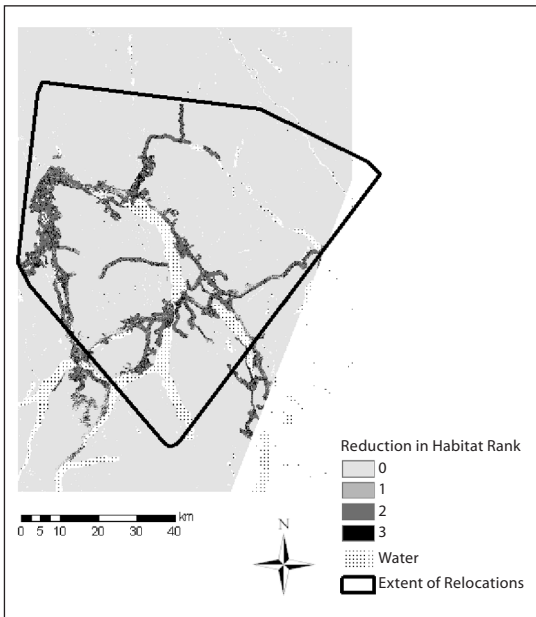 Reduction in Habitat Rank
0
1
2
3
Water
Extent of Relocations
km
0 5 10 20 30 40
N